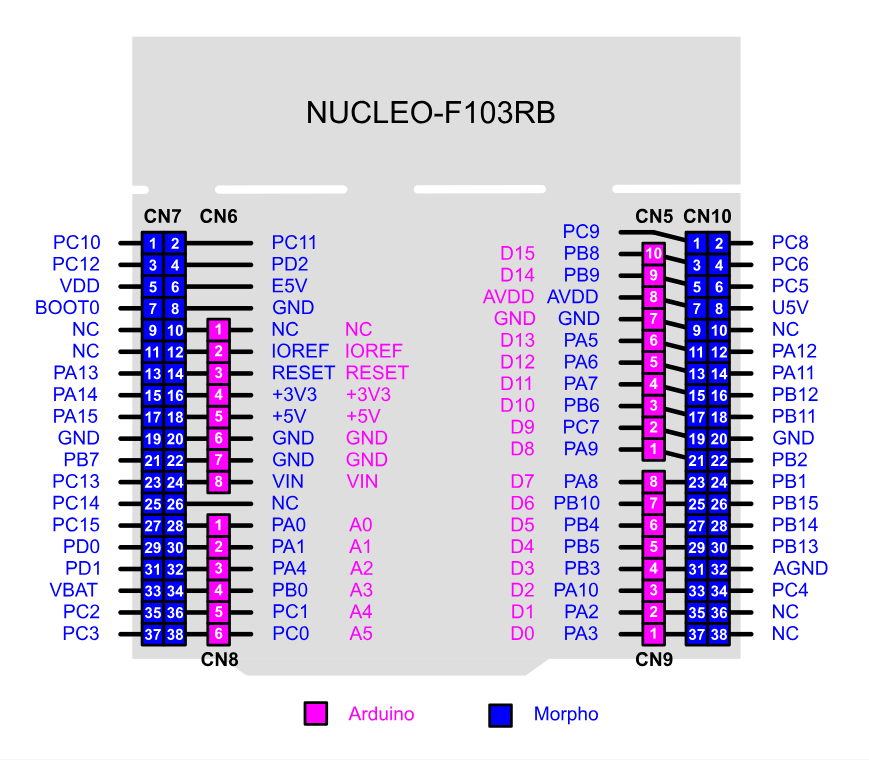 NUCLEO-F103RB
CN7 CN6 CN5 CN10
PC9
PC10 1 2 PC11 1 2 PC8
D15 PB8 10
PC12 3 4 PD2 3 4 PC6
D14 PB9 9
VDD 5 6 E5V 5 6 PC5
AVDD AVDD 8
BOOT0 7 8 GND 7 8 U5V
GND GND 7
NC 9 10 1 NC NC 9 10 NC
D13 PA5 6
NC 11 12 2 IOREF IOREF 11 12 PA12
D12 PA6 5
PA13 13 14 3 RESET RESET 13 14 PA11
D11 PA7 4
PA14 15 16 4 +3V3 +3V3 15 16 PB12
D10 PB6 3
PA15 17 18 5 +5V +5V 17 18 PB11
D9 PC7 2
GND 19 20 6 GND GND 19 20 GND
D8 PA9 1
PB7 21 22 7 GND GND 21 22 PB2
PC13 23 24 8 VIN VIN D7 PA8 8 23 24 PB1
PC14 25 26 NC D6 PB10 7 25 26 PB15
PC15 27 28 1 PA0 A0 D5 PB4 6 27 28 PB14
PD0 29 30 2 PA1 A1 D4 PB5 5 29 30 PB13
PD1 31 32 3 PA4 A2 D3 PB3 4 31 32 AGND
VBAT 33 34 4 PB0 A3 D2 PA10 3 33 34 PC4
PC2 35 36 5 PC1 A4 D1 PA2 2 35 36 NC
PC3 37 38 6 PC0 A5 D0 PA3 1 37 38 NC
CN8 CN9
Arduino Morpho